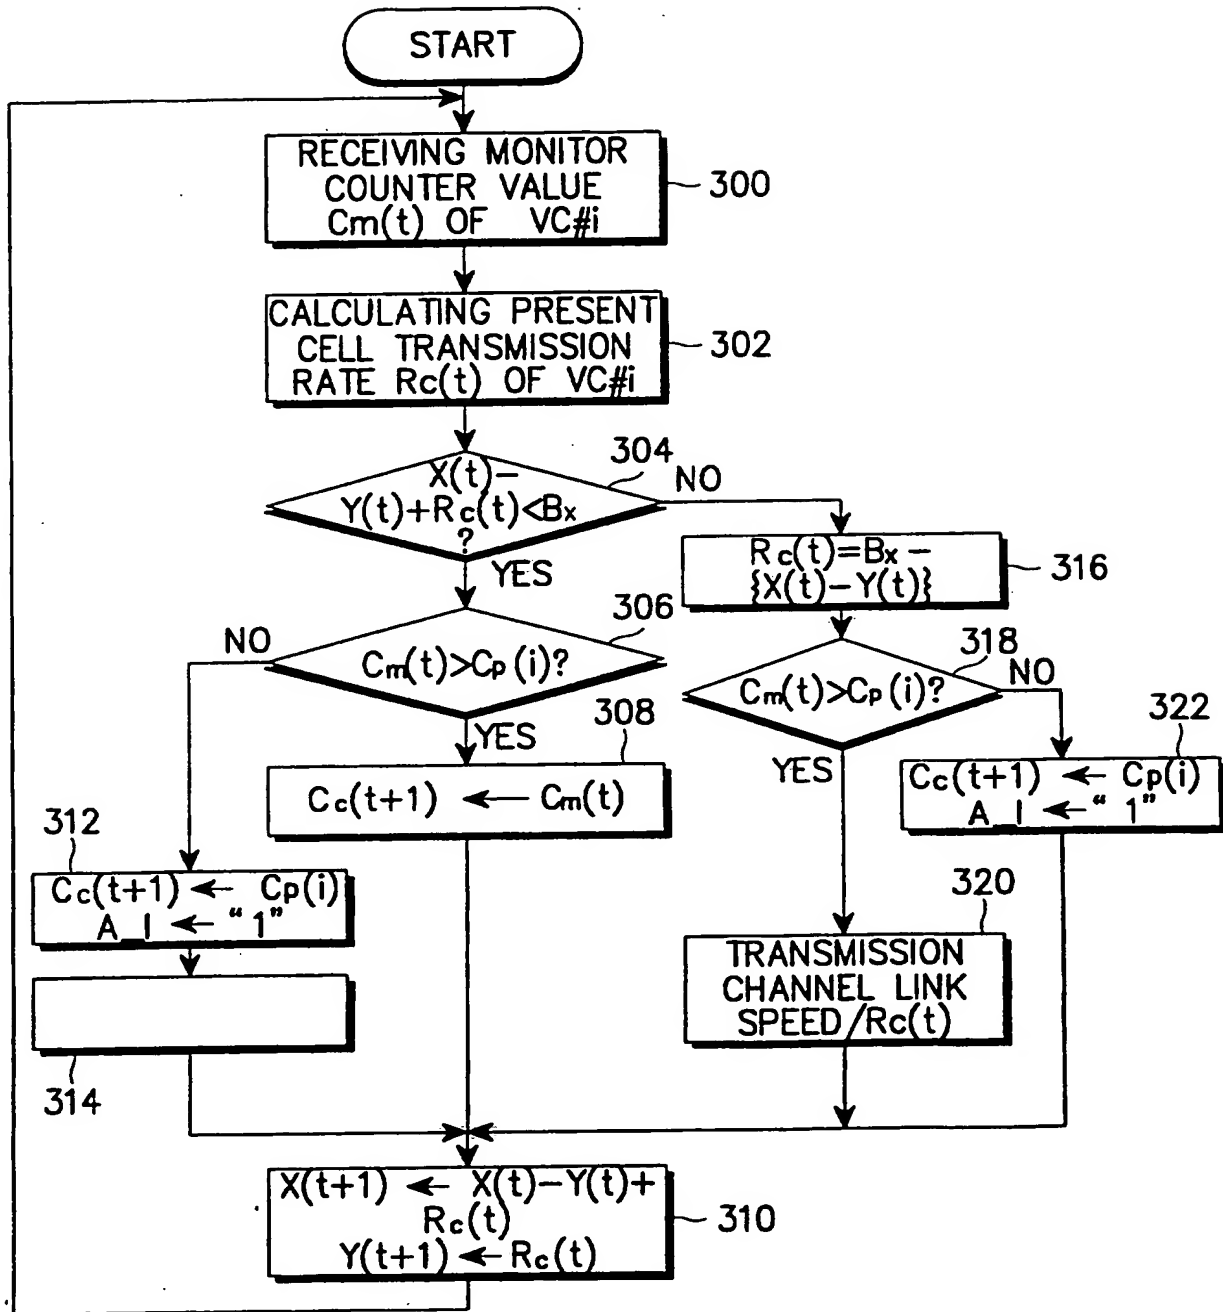 START
RECEIVING MONITOR
COUNTER VALUE
Cm(t) OF VC#i
300
CALCULATING PRESENT
CELL TRANSMISSION
RATE Rc(t) OF VC#i
302
X(t)−
Y(t)+Rc(t)<Bx
?
304
NO
YES
Rc(t)=Bx −
{X(t)−Y(t)}
316
Cm(t)>Cp(i)?
306
NO
YES
Cm(t)>Cp(i)?
318
NO
YES
Cc(t+1) ← Cm(t)
308
Cc(t+1) ← Cp(i)
A_I ← “1”
322
Cc(t+1) ← Cp(i)
A_I ← “1”
312
314
TRANSMISSION
CHANNEL LINK
SPEED/Rc(t)
320
X(t+1) ← X(t)−Y(t)+
Rc(t)
Y(t+1) ← Rc(t)
310